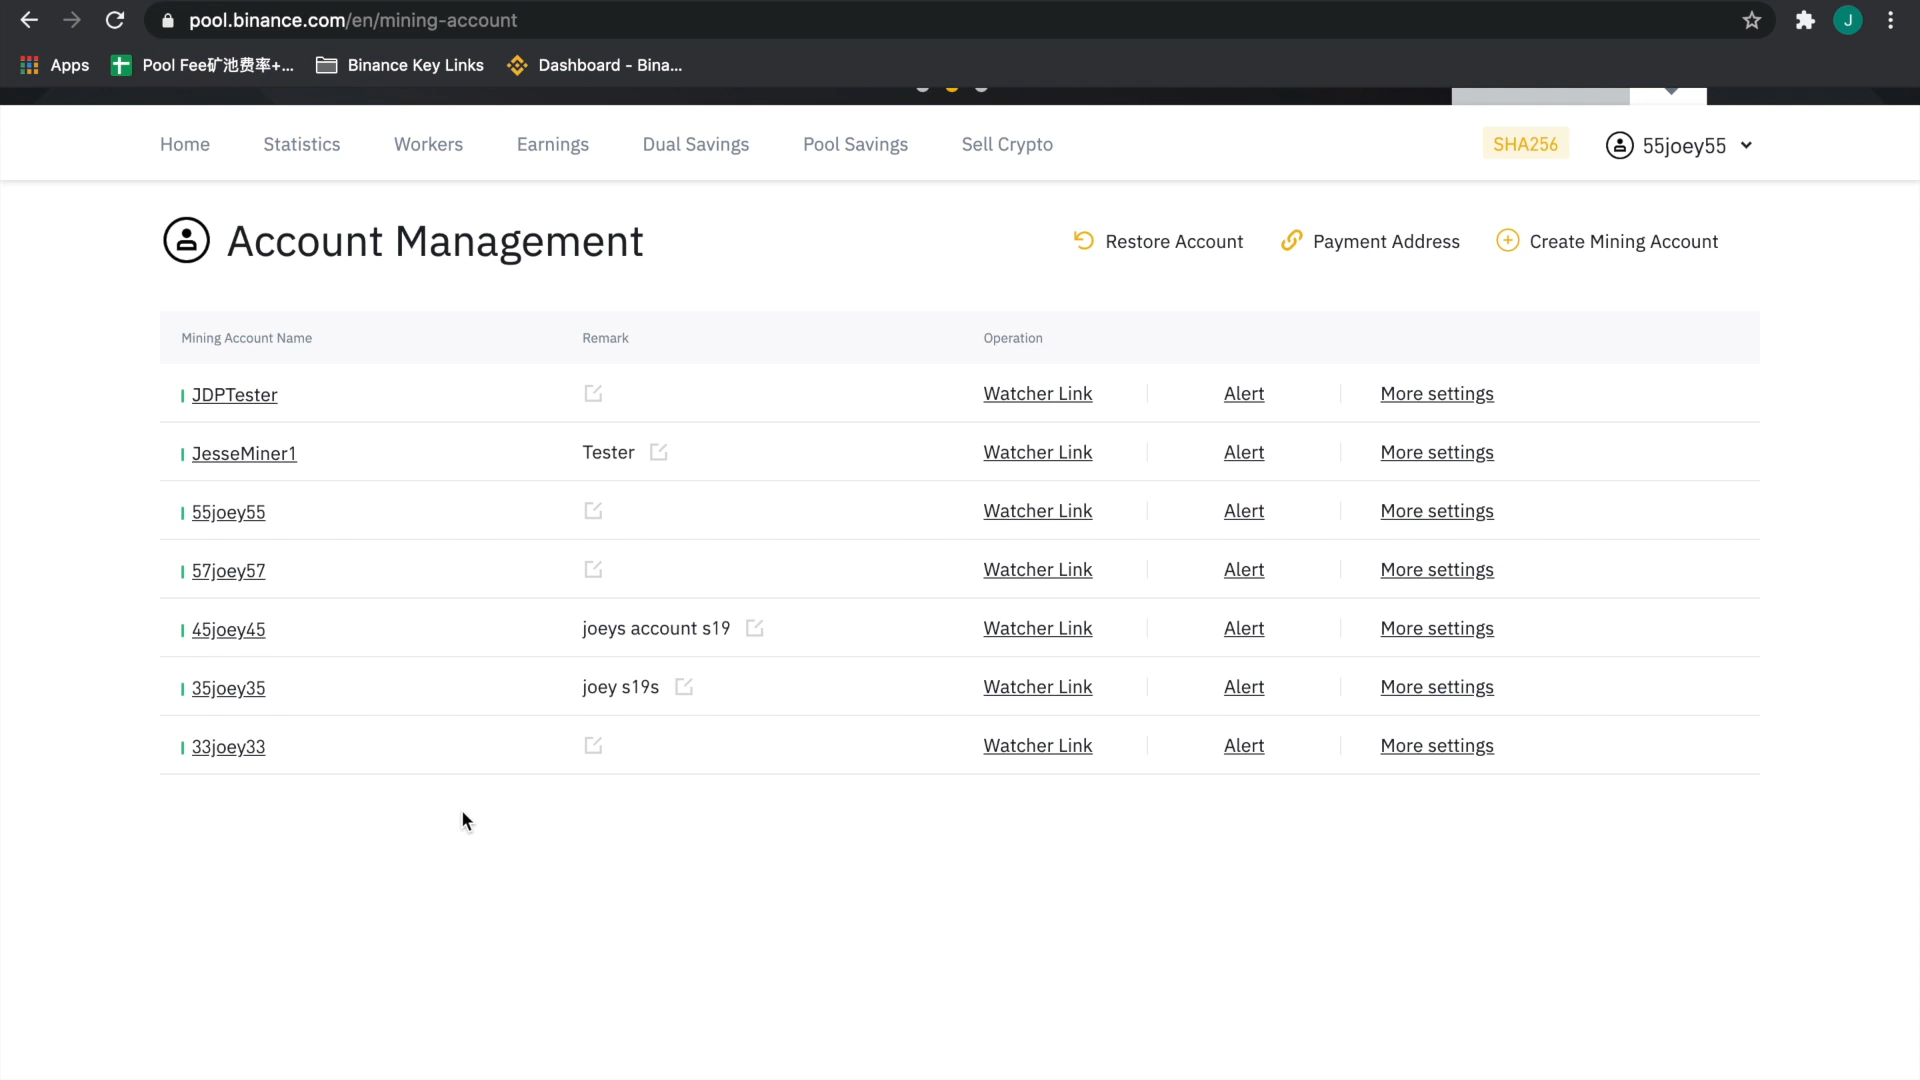 pool.binance.com/en/mining-account
J
Apps Pool Fee矿池费率+... Binance Key Links Dashboard - Bina...
Home Statistics Workers Earnings Dual Savings Pool Savings Sell Crypto SHA256 55joey55
Account Management Restore Account Payment Address Create Mining Account
Mining Account Name Remark Operation
JDPTester Watcher Link Alert More settings
JesseMiner1 Tester Watcher Link Alert More settings
55joey55 Watcher Link Alert More settings
57joey57 Watcher Link Alert More settings
45joey45 joeys account s19 Watcher Link Alert More settings
35joey35 joey s19s Watcher Link Alert More settings
33joey33 Watcher Link Alert More settings